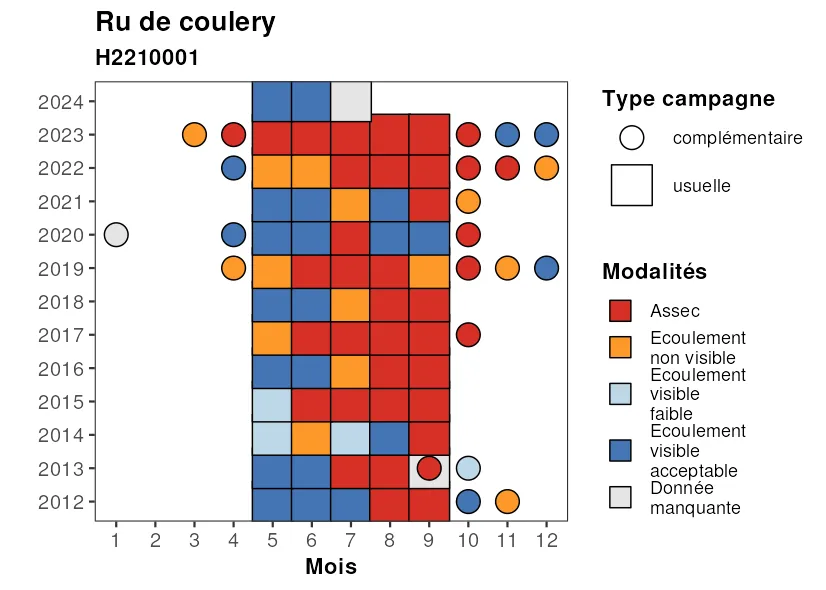 Ru de coulery
H2210001
2024
2023
2022
2021
2020
2019
2018
2017
2016
2015
2014
2013
2012
1 2 3 4 5 6 7 8 9 10 11 12
Mois
Type campagne
complémentaire
usuelle
Modalités
Assec
Ecoulement
non visible
Ecoulement
visible
faible
Ecoulement
visible
acceptable
Donnée
manquante